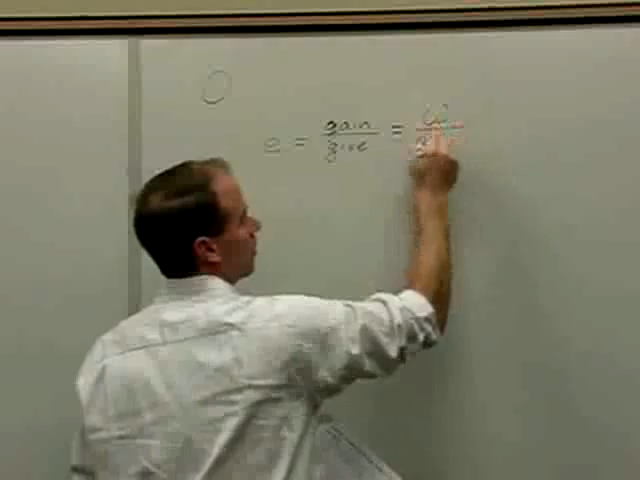 e = gain / give = W